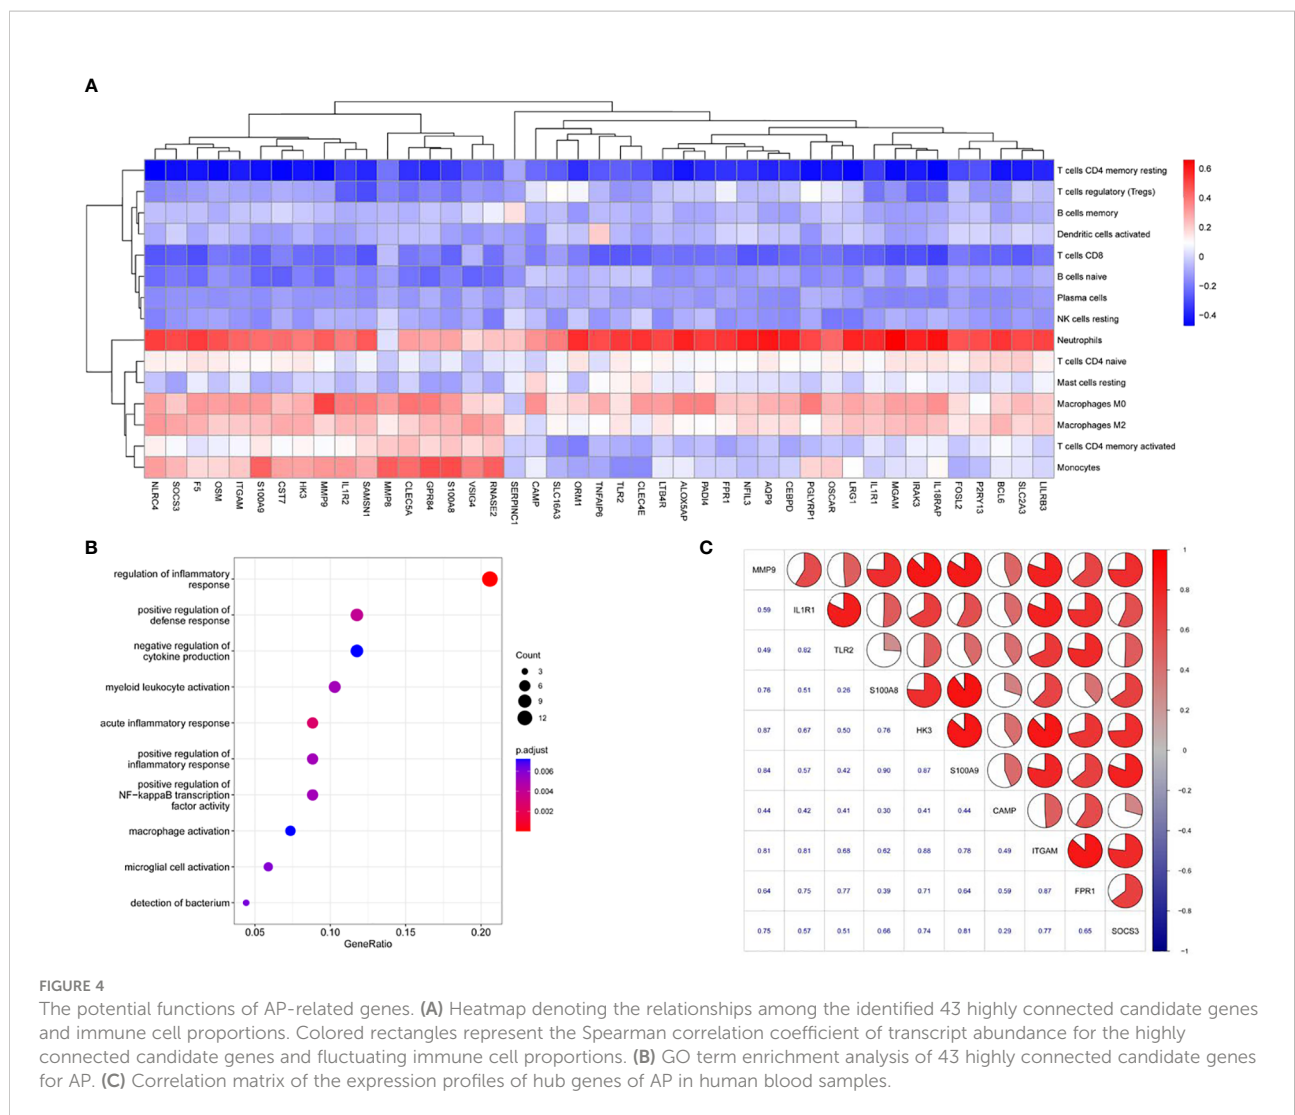 A
T cells CD4 memory resting
T cells regulatory (Tregs)
B cells memory
Dendritic cells activated
T cells CD8
B cells naive
Plasma cells
NK cells resting
Neutrophils
T cells CD4 naive
Mast cells resting
Macrophages M0
Macrophages M2
T cells CD4 memory activated
Monocytes
0.6
0.4
0.2
0
−0.2
−0.4
NLRC4
SOCS3
F5
OSM
ITGAM
S100A9
CST7
HK3
MMP9
IL1R2
SAMSN1
MMP8
CLEC5A
GPR84
S100A8
VSIG4
RNASE2
SERPINC1
CAMP
SLC16A3
ORM1
TNFAIP6
TLR2
CLEC4E
LTB4R
ALOX5AP
PADI4
FPR1
NFIL3
AQP9
CEBPD
PGLYRP1
OSCAR
LRG1
IL1R1
MGAM
IRAK3
IL18RAP
FOSL2
P2RY13
BCL6
SLC2A3
LILRB3
B
regulation of inflammatory
response
positive regulation of
defense response
negative regulation of
cytokine production
myeloid leukocyte activation
acute inflammatory response
positive regulation of
inflammatory response
positive regulation of
NF−kappaB transcription
factor activity
macrophage activation
microglial cell activation
detection of bacterium
0.05 0.10 0.15 0.20
GeneRatio
Count
3
6
9
12
p.adjust
0.006
0.004
0.002
C
MMP9
0.59 IL1R1
0.49 0.82 TLR2
0.76 0.51 0.26 S100A8
0.87 0.67 0.50 0.76 HK3
0.84 0.57 0.42 0.90 0.87 S100A9
0.44 0.42 0.41 0.30 0.41 0.44 CAMP
0.81 0.81 0.68 0.62 0.88 0.78 0.49 ITGAM
0.64 0.75 0.77 0.39 0.71 0.64 0.59 0.87 FPR1
0.75 0.57 0.51 0.66 0.74 0.81 0.29 0.77 0.65 SOCS3
1
0.8
0.6
0.4
0.2
0
−0.2
−0.4
−0.6
−0.8
−1
FIGURE 4
The potential functions of AP-related genes. (A) Heatmap denoting the relationships among the identified 43 highly connected candidate genes
and immune cell proportions. Colored rectangles represent the Spearman correlation coefficient of transcript abundance for the highly
connected candidate genes and fluctuating immune cell proportions. (B) GO term enrichment analysis of 43 highly connected candidate genes
for AP. (C) Correlation matrix of the expression profiles of hub genes of AP in human blood samples.